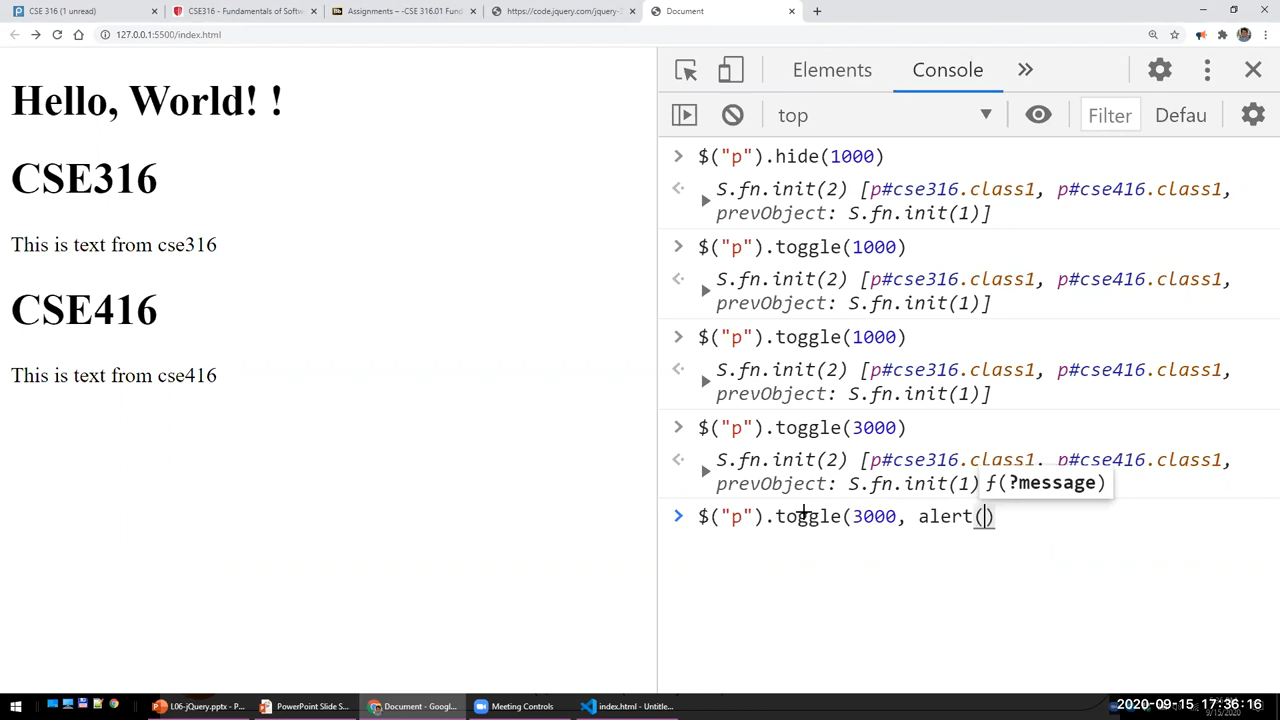 CSE 316 (1 unread)
CSE316 - Fundamentals of Softw
Assignments – -CSE 316.01 Fund
https://code.jquery.com/jquery-3
Document
127.0.0.1:5500/index.html
Hello, World! !
CSE316
This is text from cse316
CSE416
This is text from cse416
Elements
Console
top
Filter
Defau
$("p").hide(1000)
S.fn.init(2) [p#cse316.class1, p#cse416.class1,
prevObject: S.fn.init(1)]
$("p").toggle(1000)
S.fn.init(2) [p#cse316.class1, p#cse416.class1,
prevObject: S.fn.init(1)]
$("p").toggle(1000)
S.fn.init(2) [p#cse316.class1, p#cse416.class1,
prevObject: S.fn.init(1)]
$("p").toggle(3000)
S.fn.init(2) [p#cse316.class1, p#cse416.class1,
prevObject: S.fn.init(1)
ƒ(?message)
$("p").toggle(3000, alert()
L06-jQuery.pptx - P...
PowerPoint Slide S...
Document - Googl...
Meeting Controls
index.html - Untitle...
2020-09-15 17:36:16
9/15/2020